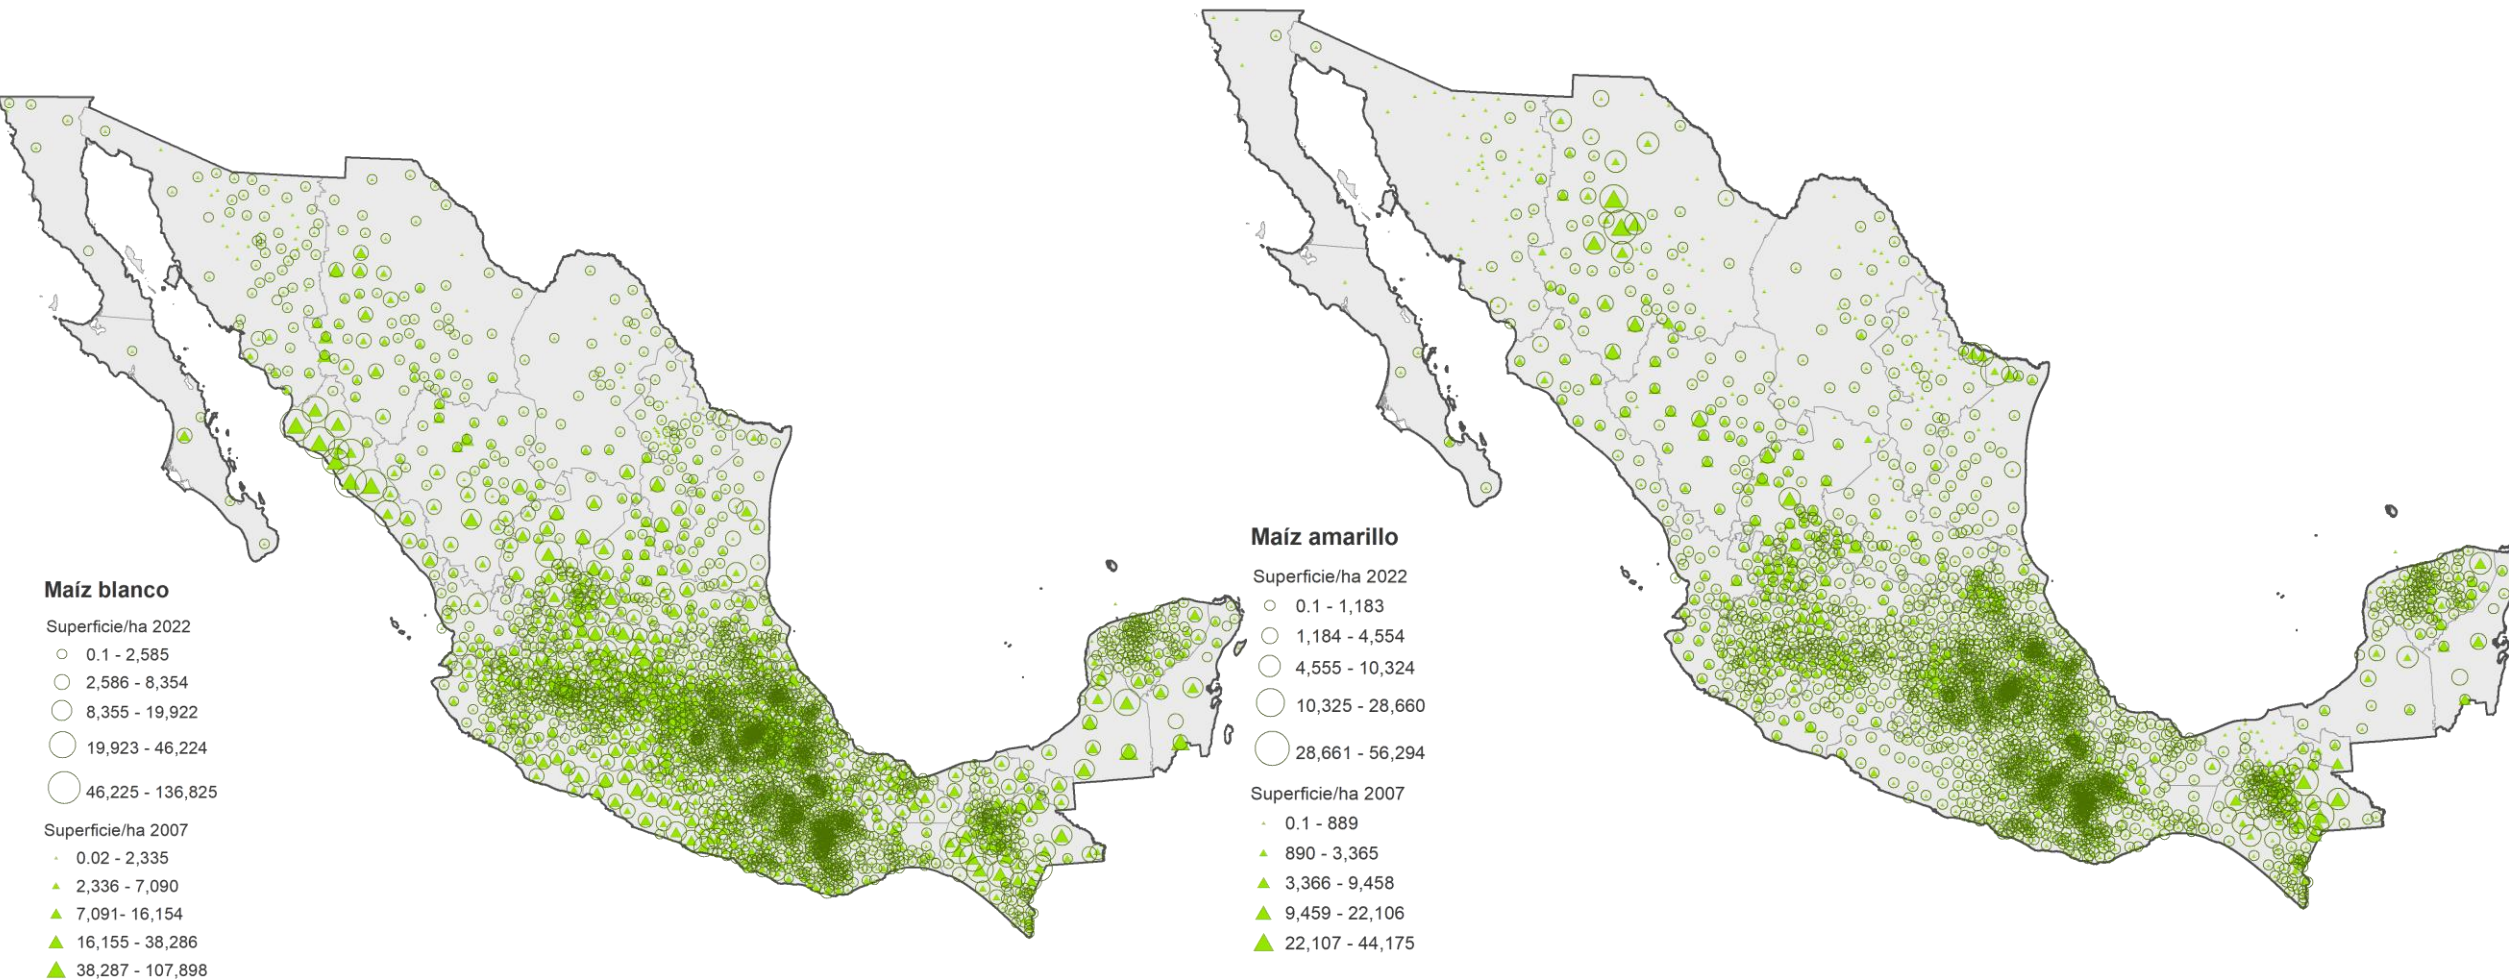 Maíz blanco
Superficie/ha 2022
0.1 - 2,585
2,586 - 8,354
8,355 - 19,922
19,923 - 46,224
46,225 - 136,825
Superficie/ha 2007
0.02 - 2,335
2,336 - 7,090
7,091- 16,154
16,155 - 38,286
38,287 - 107,898
Maíz amarillo
Superficie/ha 2022
0.1 - 1,183
1,184 - 4,554
4,555 - 10,324
10,325 - 28,660
28,661 - 56,294
Superficie/ha 2007
0.1 - 889
890 - 3,365
3,366 - 9,458
9,459 - 22,106
22,107 - 44,175